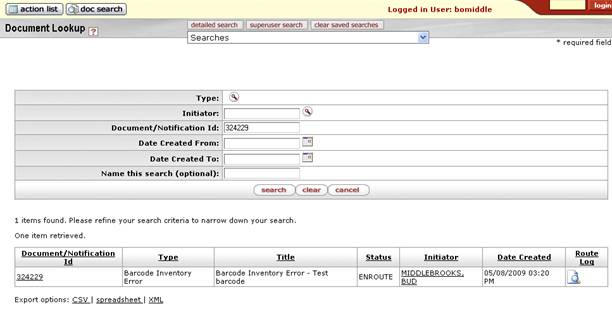 action list doc search
Logged in User: bomiddle
login
Document Lookup ?
detailed search superuser search clear saved searches
Searches
* required field
Type:
Initiator:
Document/Notification Id: 324229
Date Created From:
Date Created To:
Name this search (optional):
search clear cancel
1 items found. Please refine your search criteria to narrow down your search.
One item retrieved.
Document/Notification Id Type Title Status Initiator Date Created Route Log
324229 Barcode Inventory Error Barcode Inventory Error - Test barcode ENROUTE MIDDLEBROOKS, BUD 05/08/2009 03:20 PM
Export options: CSV | spreadsheet | XML